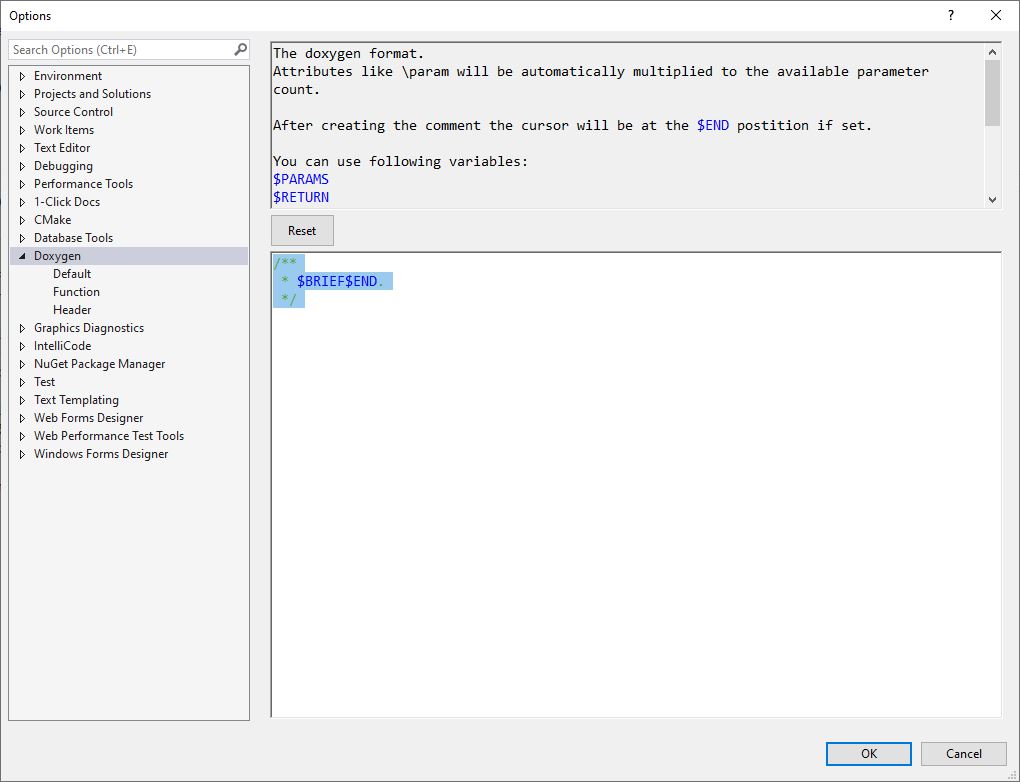 Options
?
Search Options (Ctrl+E)
Environment
Projects and Solutions
Source Control
Work Items
Text Editor
Debugging
Performance Tools
1-Click Docs
CMake
Database Tools
Doxygen
Default
Function
Header
Graphics Diagnostics
IntelliCode
NuGet Package Manager
Test
Text Templating
Web Forms Designer
Web Performance Test Tools
Windows Forms Designer
The doxygen format.
Attributes like \param will be automatically multiplied to the available parameter
count.
After creating the comment the cursor will be at the $END postition if set.
You can use following variables:
$PARAMS
$RETURN
Reset
/**
 * $BRIEF$END.
 */
OK
Cancel